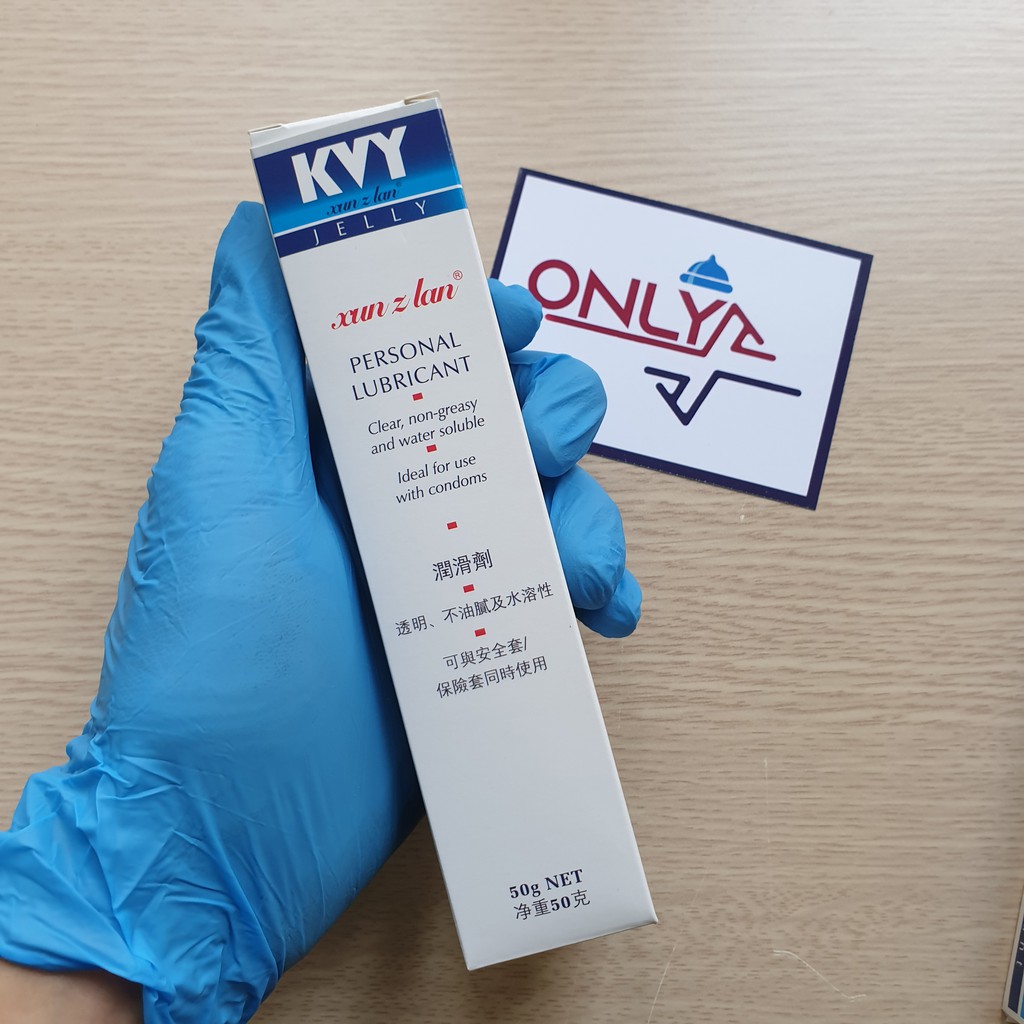 KVY
xun z lan®
JELLY
xun z lan®
PERSONAL
LUBRICANT
Clear, non-greasy
and water soluble
Ideal for use
with condoms
潤滑劑
透明、不油膩及水溶性
可與安全套/
保險套同時使用
50g NET
净重50克
ONLY